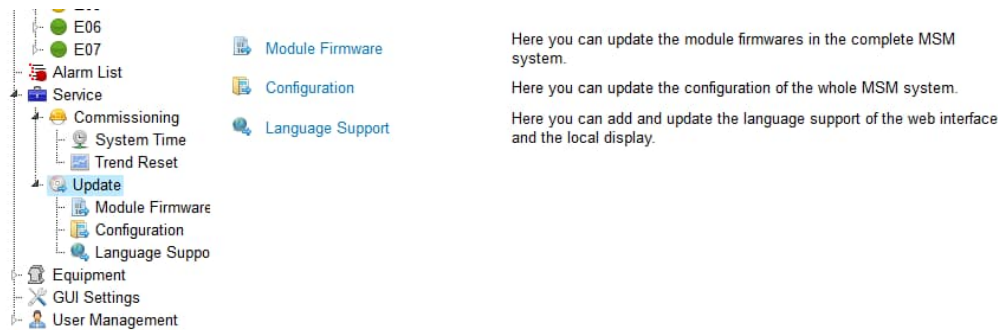 E06
E07
Alarm List
Service
Commissioning
System Time
Trend Reset
Update
Module Firmware
Configuration
Language Suppo
Equipment
GUI Settings
User Management
Module Firmware
Here you can update the module firmwares in the complete MSM
system.
Configuration
Here you can update the configuration of the whole MSM system.
Language Support
Here you can add and update the language support of the web interface
and the local display.